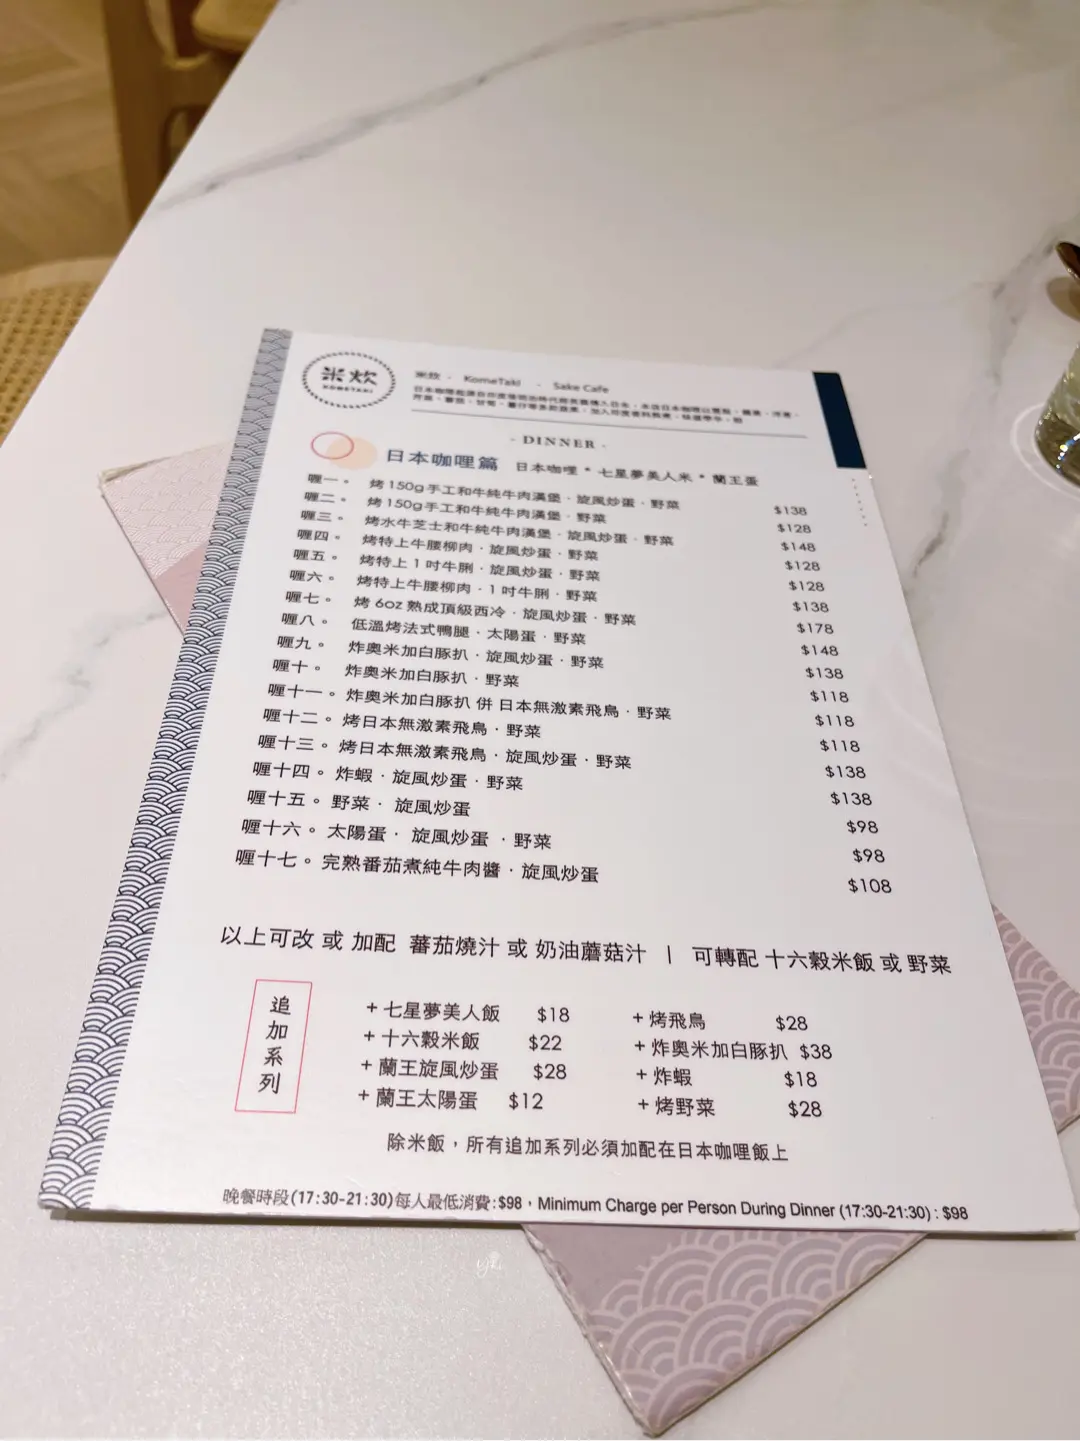 米炊
KOMETAKI
米炊 · KomeTaki · Sake Cafe
- DINNER -
日本咖哩篇 日本咖哩 * 七星夢美人米 * 蘭王蛋
喱一。 烤150g手工和牛純牛肉漢堡 · 旋風炒蛋 · 野菜 $138
喱二。 烤150g手工和牛純牛肉漢堡 · 野菜 $128
喱三。 烤水牛芝士和牛純牛肉漢堡 · 旋風炒蛋 · 野菜 $148
喱四。 烤特上牛腰柳肉 · 旋風炒蛋 · 野菜 $128
喱五。 烤特上1吋牛脷 · 旋風炒蛋 · 野菜 $128
喱六。 烤特上牛腰柳肉 · 1吋牛脷 · 野菜 $138
喱七。 烤6oz熟成頂級西冷 · 旋風炒蛋 · 野菜 $178
喱八。 低溫烤法式鴨腿 · 太陽蛋 · 野菜 $148
喱九。 炸奧米加白豚扒 · 旋風炒蛋 · 野菜 $138
喱十。 炸奧米加白豚扒 · 野菜 $118
喱十一。 炸奧米加白豚扒 併 日本無激素飛鳥 · 野菜 $118
喱十二。 烤日本無激素飛鳥 · 野菜 $118
喱十三。 烤日本無激素飛鳥 · 旋風炒蛋 · 野菜 $138
喱十四。 炸蝦 · 旋風炒蛋 · 野菜 $138
喱十五。 野菜 · 旋風炒蛋 $98
喱十六。 太陽蛋 · 旋風炒蛋 · 野菜 $98
喱十七。 完熟番茄煮純牛肉醬 · 旋風炒蛋 $108
以上可改 或 加配 蕃茄燒汁 或 奶油蘑菇汁 | 可轉配 十六穀米飯 或 野菜
追加系列
+ 七星夢美人飯 $18
+ 十六穀米飯 $22
+ 蘭王旋風炒蛋 $28
+ 蘭王太陽蛋 $12
+ 烤飛鳥 $28
+ 炸奧米加白豚扒 $38
+ 炸蝦 $18
+ 烤野菜 $28
除米飯，所有追加系列必須加配在日本咖哩飯上
晚餐時段(17:30-21:30)每人最低消費:$98，Minimum Charge per Person During Dinner (17:30-21:30) : $98